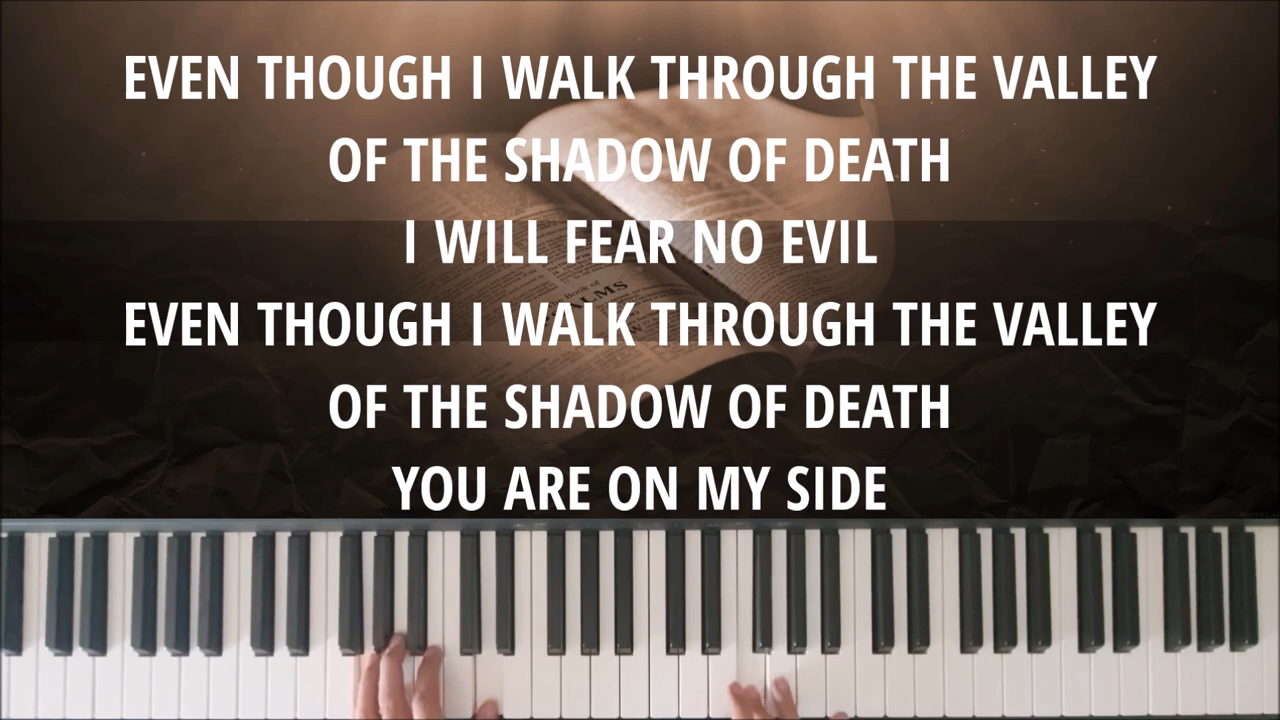 EVEN THOUGH I WALK THROUGH THE VALLEY
OF THE SHADOW OF DEATH
I WILL FEAR NO EVIL
EVEN THOUGH I WALK THROUGH THE VALLEY
OF THE SHADOW OF DEATH
YOU ARE ON MY SIDE